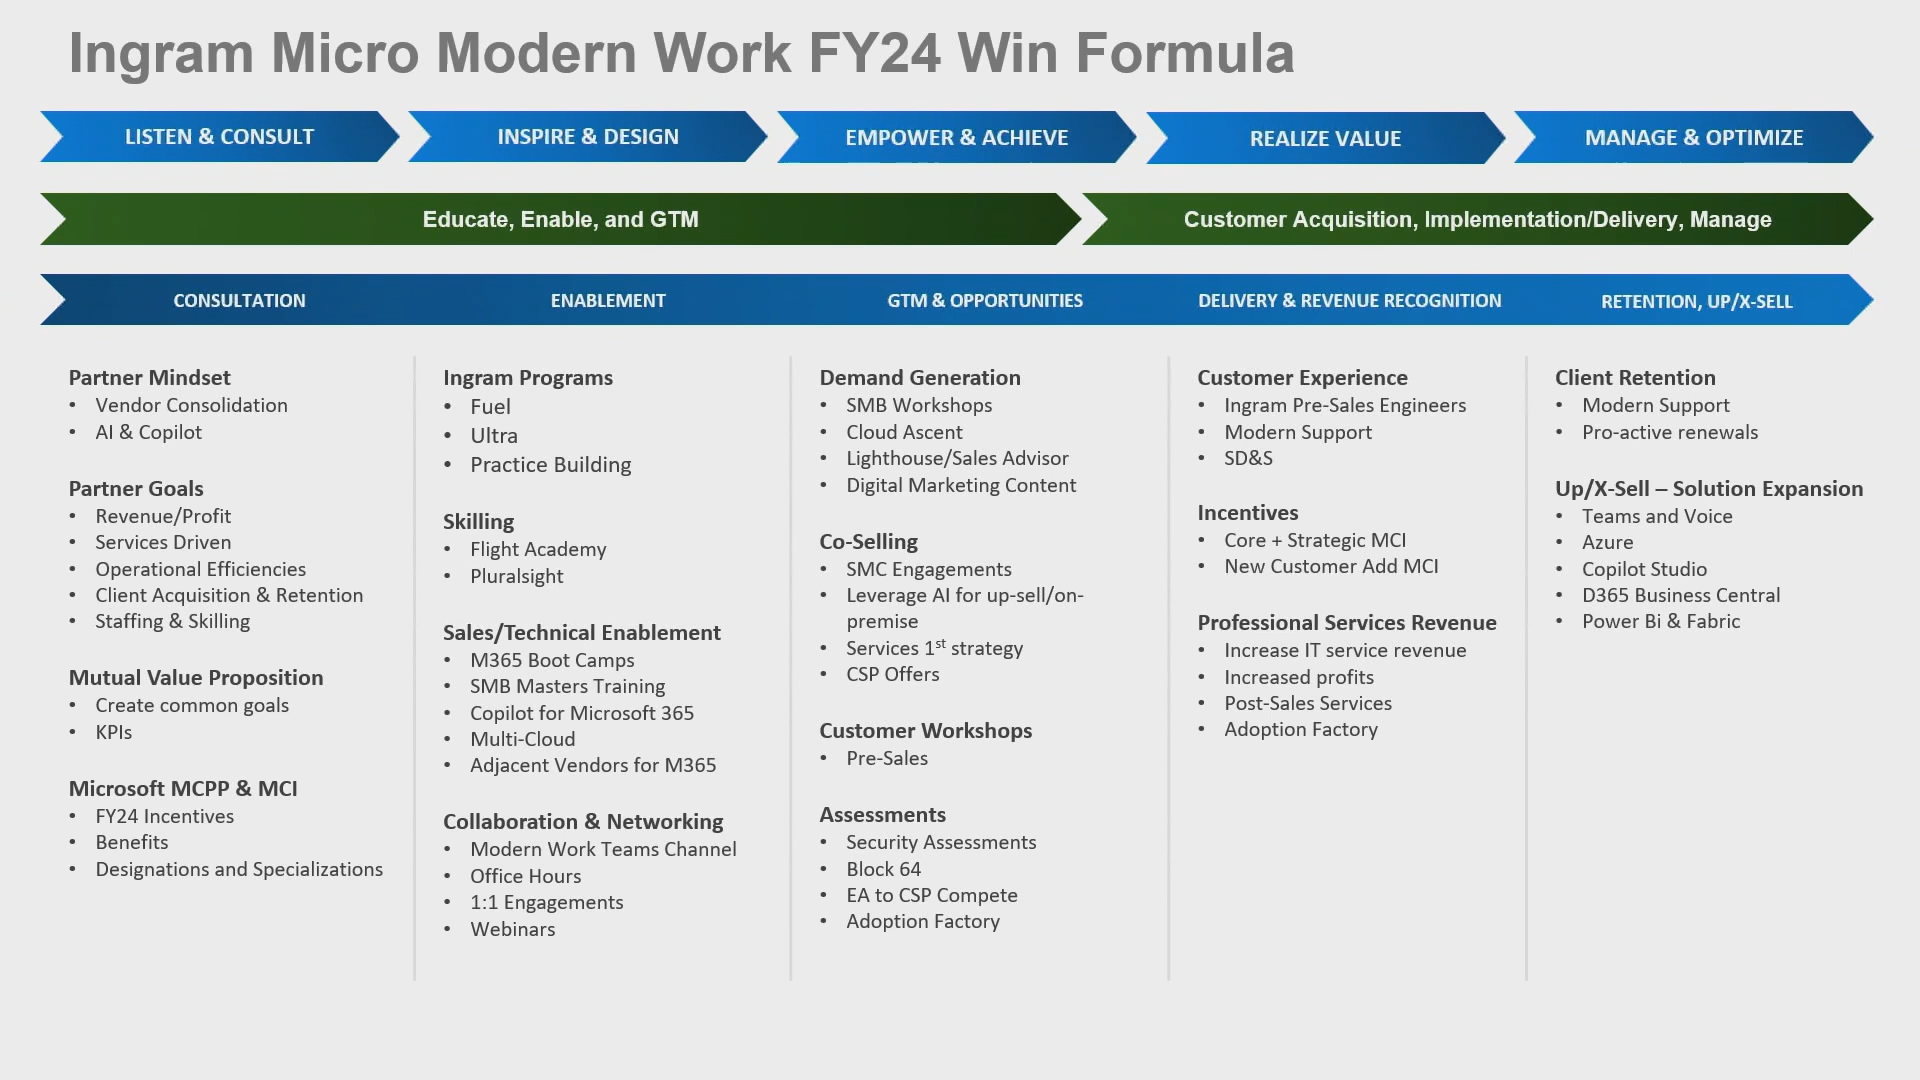 Ingram Micro Modern Work FY24 Win Formula
LISTEN & CONSULT
INSPIRE & DESIGN
EMPOWER & ACHIEVE
REALIZE VALUE
MANAGE & OPTIMIZE
Educate, Enable, and GTM
Customer Acquisition, Implementation/Delivery, Manage
CONSULTATION
ENABLEMENT
GTM & OPPORTUNITIES
DELIVERY & REVENUE RECOGNITION
RETENTION, UP/X-SELL
Partner Mindset
• Vendor Consolidation
• AI & Copilot
Partner Goals
• Revenue/Profit
• Services Driven
• Operational Efficiencies
• Client Acquisition & Retention
• Staffing & Skilling
Mutual Value Proposition
• Create common goals
• KPIs
Microsoft MCPP & MCI
• FY24 Incentives
• Benefits
• Designations and Specializations
Ingram Programs
• Fuel
• Ultra
• Practice Building
Skilling
• Flight Academy
• Pluralsight
Sales/Technical Enablement
• M365 Boot Camps
• SMB Masters Training
• Copilot for Microsoft 365
• Multi-Cloud
• Adjacent Vendors for M365
Collaboration & Networking
• Modern Work Teams Channel
• Office Hours
• 1:1 Engagements
• Webinars
Demand Generation
• SMB Workshops
• Cloud Ascent
• Lighthouse/Sales Advisor
• Digital Marketing Content
Co-Selling
• SMC Engagements
• Leverage AI for up-sell/on-
premise
• Services 1st strategy
• CSP Offers
Customer Workshops
• Pre-Sales
Assessments
• Security Assessments
• Block 64
• EA to CSP Compete
• Adoption Factory
Customer Experience
• Ingram Pre-Sales Engineers
• Modern Support
• SD&S
Incentives
• Core + Strategic MCI
• New Customer Add MCI
Professional Services Revenue
• Increase IT service revenue
• Increased profits
• Post-Sales Services
• Adoption Factory
Client Retention
• Modern Support
• Pro-active renewals
Up/X-Sell – Solution Expansion
• Teams and Voice
• Azure
• Copilot Studio
• D365 Business Central
• Power Bi & Fabric